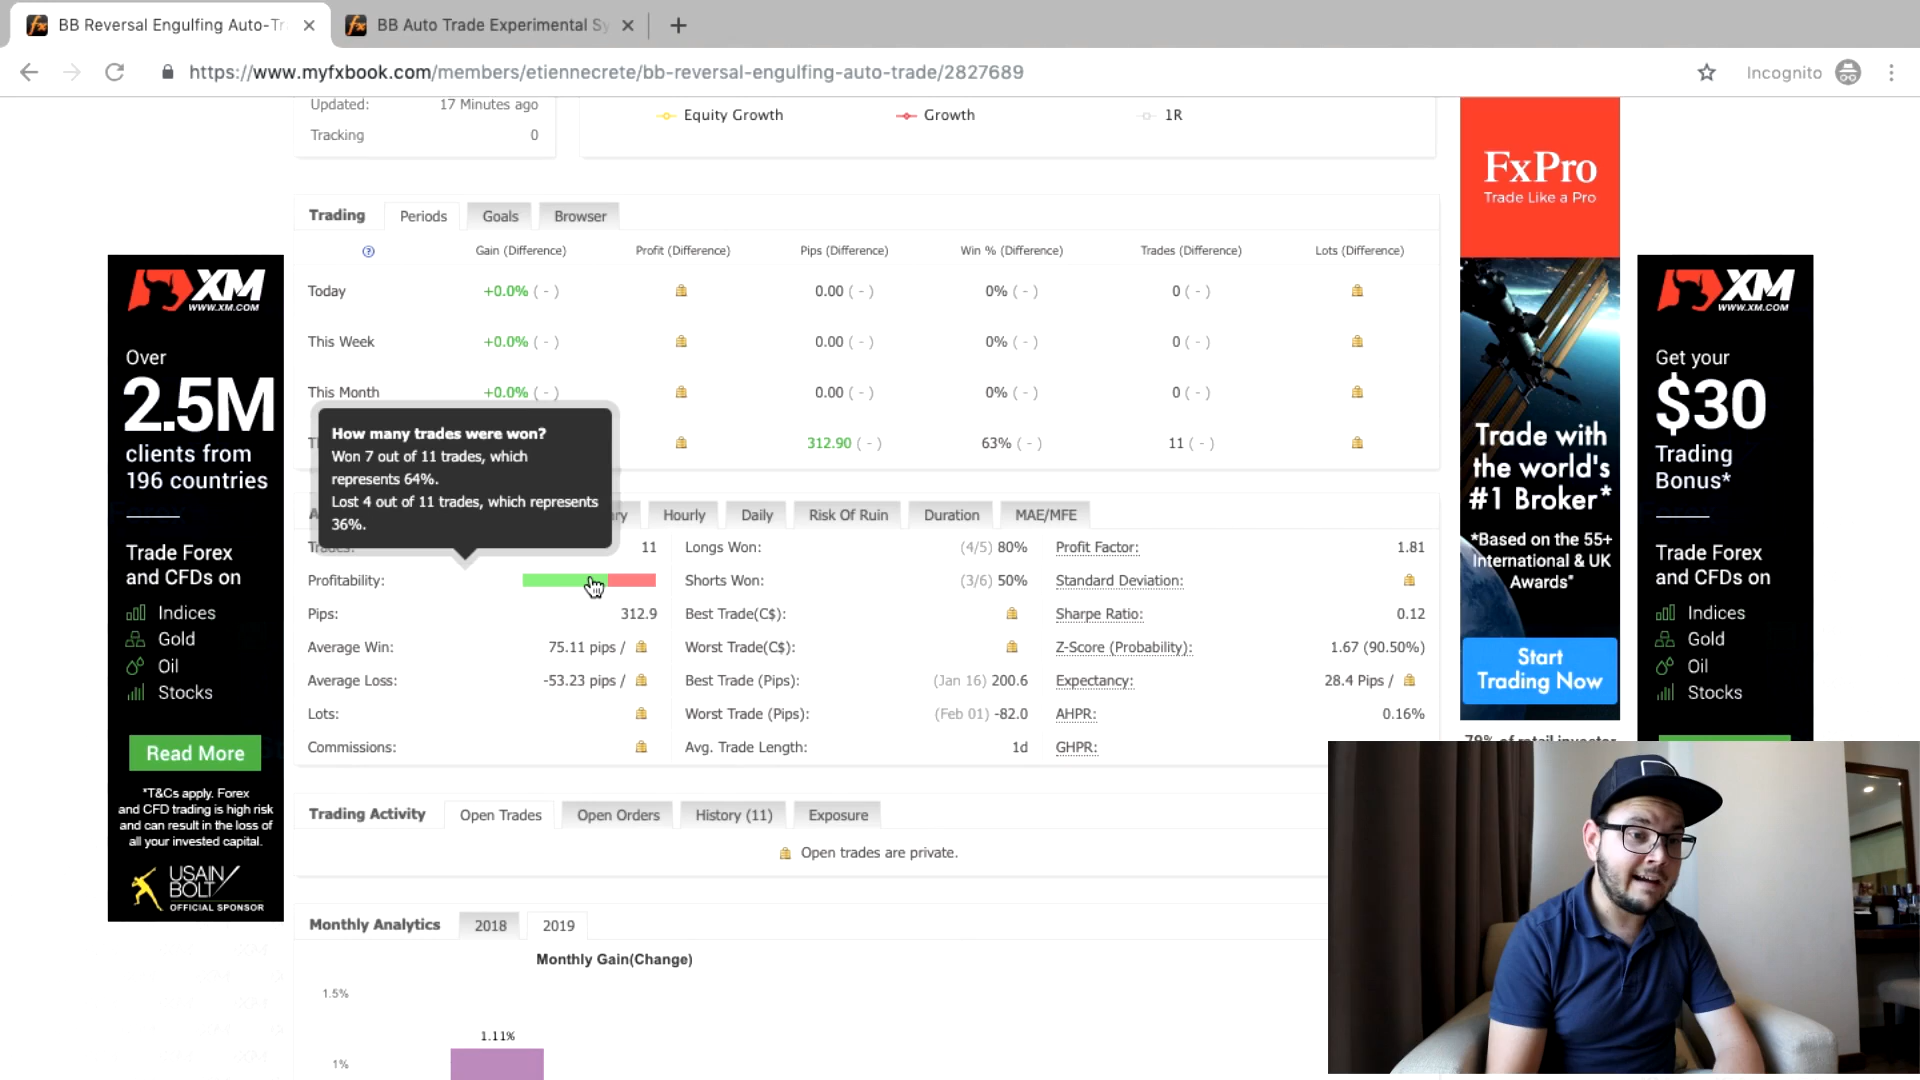 BB Reversal Engulfing Auto-Tr
BB Auto Trade Experimental Sy
https://www.myfxbook.com/members/etiennecrete/bb-reversal-engulfing-auto-trade/2827689
Incognito
Updated: 17 Minutes ago
Tracking 0
Equity Growth Growth 1R
Trading Periods Goals Browser
Gain (Difference) Profit (Difference) Pips (Difference) Win % (Difference) Trades (Difference) Lots (Difference)
Today +0.0% ( - ) 0.00 ( - ) 0% ( - ) 0 ( - )
This Week +0.0% ( - ) 0.00 ( - ) 0% ( - ) 0 ( - )
This Month +0.0% ( - ) 0.00 ( - ) 0% ( - ) 0 ( - )
312.90 ( - ) 63% ( - ) 11 ( - )
How many trades were won?
Won 7 out of 11 trades, which
represents 64%.
Lost 4 out of 11 trades, which represents
36%.
Hourly Daily Risk Of Ruin Duration MAE/MFE
Trades: 11 Longs Won: (4/5) 80% Profit Factor: 1.81
Profitability: Shorts Won: (3/6) 50% Standard Deviation:
Pips: 312.9 Best Trade(C$): Sharpe Ratio: 0.12
Average Win: 75.11 pips / Worst Trade(C$): Z-Score (Probability): 1.67 (90.50%)
Average Loss: -53.23 pips / Best Trade (Pips): (Jan 16) 200.6 Expectancy: 28.4 Pips /
Lots: Worst Trade (Pips): (Feb 01) -82.0 AHPR: 0.16%
Commissions: Avg. Trade Length: 1d GHPR:
Trading Activity Open Trades Open Orders History (11) Exposure
Open trades are private.
Monthly Analytics 2018 2019
Monthly Gain(Change)
1.5%
1.11%
1%
XM
WWW.XM.COM
Over
2.5M
clients from
196 countries
Trade Forex
and CFDs on
Indices
Gold
Oil
Stocks
Read More
*T&Cs apply. Forex
and CFD trading is high risk
and can result in the loss of
all your invested capital.
USAIN
BOLT
OFFICIAL SPONSOR
FxPro
Trade Like a Pro
Trade with
the world's
#1 Broker*
*Based on the 55+
International & UK
Awards*
Start
Trading Now
XM
WWW.XM.COM
Get your
$30
Trading
Bonus*
Trade Forex
and CFDs on
Indices
Gold
Oil
Stocks